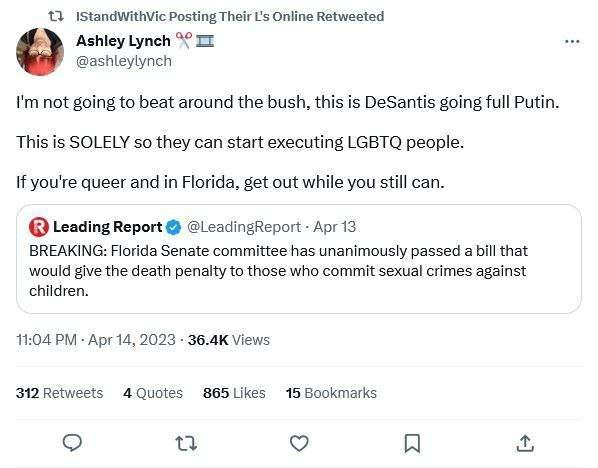 IStandWithVic Posting Their L's Online Retweeted
Ashley Lynch
@ashleylynch
I'm not going to beat around the bush, this is DeSantis going full Putin.
This is SOLELY so they can start executing LGBTQ people.
If you're queer and in Florida, get out while you still can.
R Leading Report @LeadingReport · Apr 13
BREAKING: Florida Senate committee has unanimously passed a bill that
would give the death penalty to those who commit sexual crimes against
children.
11:04 PM · Apr 14, 2023 · 36.4K Views
312 Retweets 4 Quotes 865 Likes 15 Bookmarks